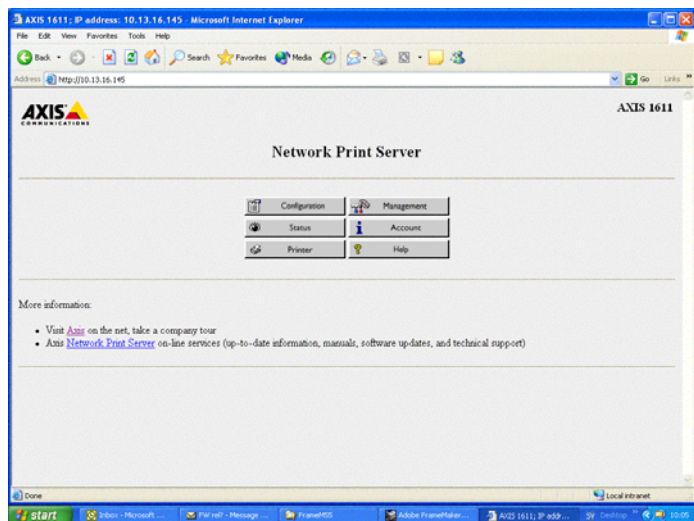 AXIS 1611; IP address: 10.13.16.145 - Microsoft Internet Explorer
File Edit View Favorites Tools Help
Back Search Favorites Media
Address http://10.13.16.145 Go Links »
AXIS COMMUNICATIONS
AXIS 1611
Network Print Server
Configuration Management
Status Account
Printer Help
More information:
• Visit Axis on the net, take a company tour
• Axis Network Print Server on-line services (up-to-date information, manuals, software updates, and technical support)
Done Local intranet
start Inbox - Microsoft ... FW rel? - Message ... FrameMSS Adobe FrameMaker... AXIS 1611; IP addr... SV Desktop » 10:05